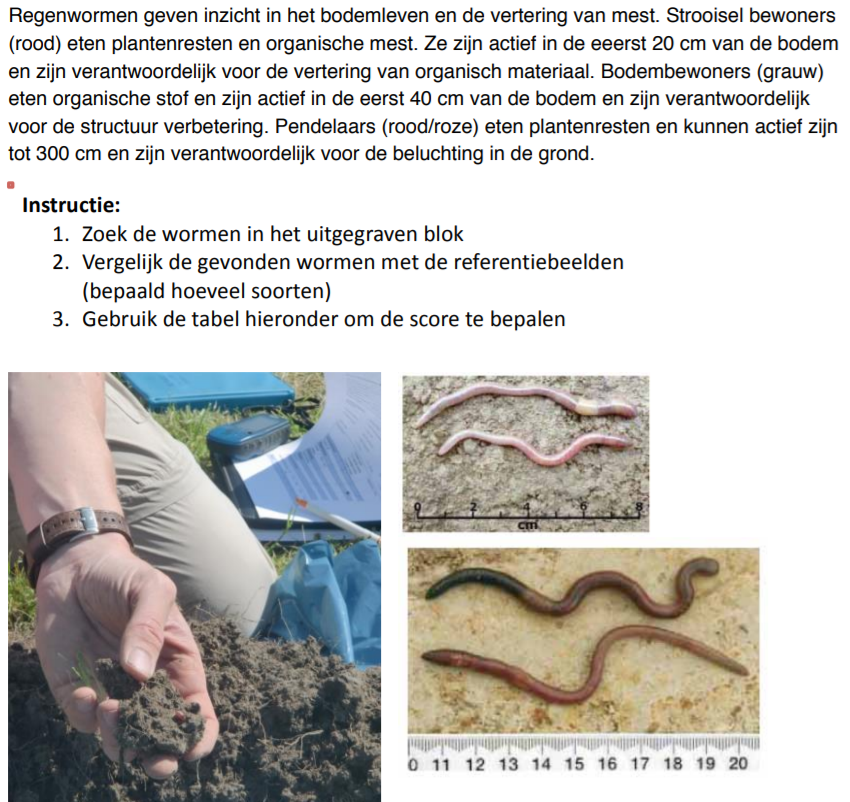 Regenwormen geven inzicht in het bodemleven en de vertering van mest. Strooisel bewoners
(rood) eten plantenresten en organische mest. Ze zijn actief in de eeerst 20 cm van de bodem
en zijn verantwoordelijk voor de vertering van organisch materiaal. Bodembewoners (grauw)
eten organische stof en zijn actief in de eerst 40 cm van de bodem en zijn verantwoordelijk
voor de structuur verbetering. Pendelaars (rood/roze) eten plantenresten en kunnen actief zijn
tot 300 cm en zijn verantwoordelijk voor de beluchting in de grond.
Instructie:
1. Zoek de wormen in het uitgegraven blok
2. Vergelijk de gevonden wormen met de referentiebeelden
(bepaald hoeveel soorten)
3. Gebruik de tabel hieronder om de score te bepalen
0 2 4 6 8
cm
0 11 12 13 14 15 16 17 18 19 20